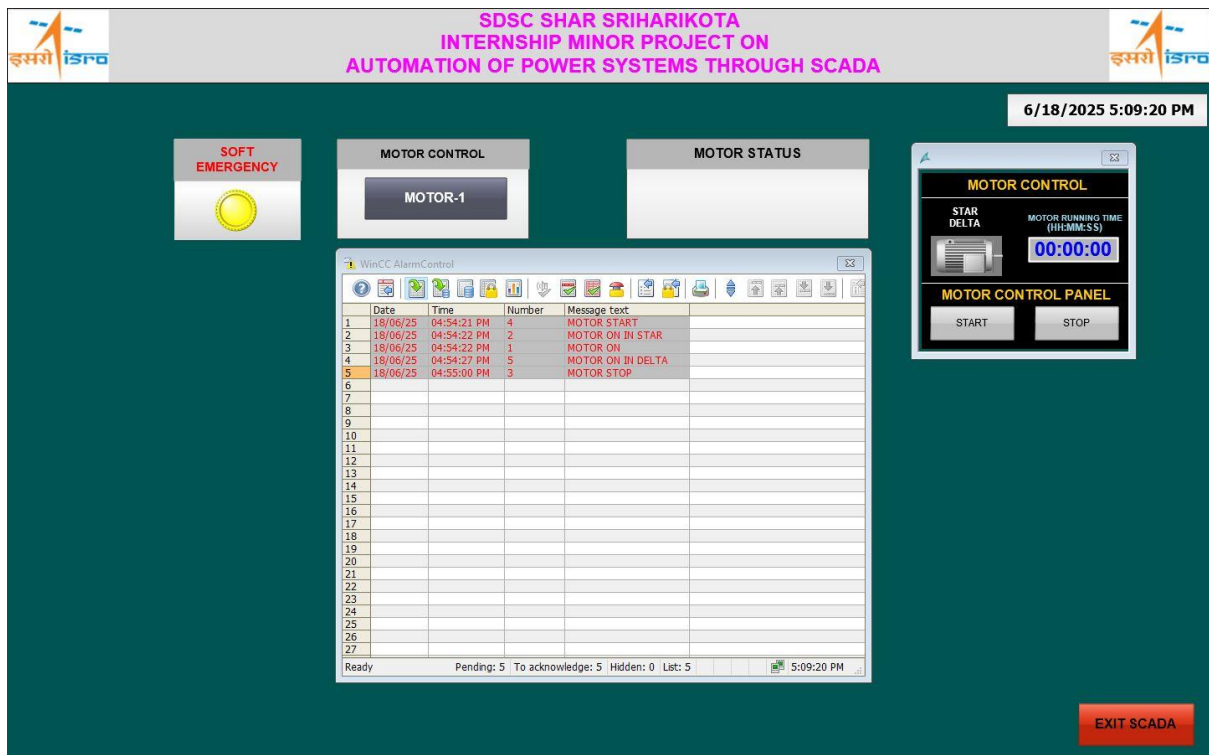 SDSC SHAR SRIHARIKOTA
INTERNSHIP MINOR PROJECT ON
AUTOMATION OF POWER SYSTEMS THROUGH SCADA
इसरो isro
इसरो isro
6/18/2025 5:09:20 PM
SOFT
EMERGENCY
MOTOR CONTROL
MOTOR-1
MOTOR STATUS
MOTOR CONTROL
STAR
DELTA
MOTOR RUNNING TIME
(HH:MM:SS)
00:00:00
MOTOR CONTROL PANEL
START STOP
WinCC AlarmControl
Date Time Number Message text
1 18/06/25 04:54:21 PM 4 MOTOR START
2 18/06/25 04:54:22 PM 2 MOTOR ON IN STAR
3 18/06/25 04:54:22 PM 1 MOTOR ON
4 18/06/25 04:54:27 PM 5 MOTOR ON IN DELTA
5 18/06/25 04:55:00 PM 3 MOTOR STOP
6
7
8
9
10
11
12
13
14
15
16
17
18
19
20
21
22
23
24
25
26
27
Ready Pending: 5 To acknowledge: 5 Hidden: 0 List: 5 5:09:20 PM
EXIT SCADA